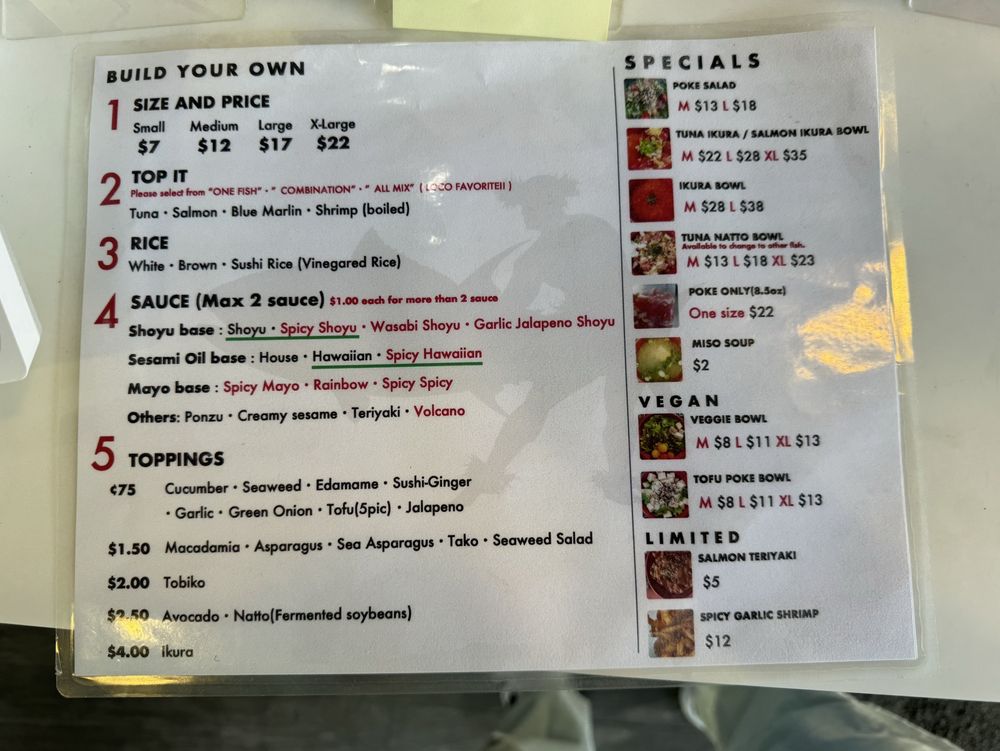 BUILD YOUR OWN
1 SIZE AND PRICE
Small Medium Large X-Large
$7 $12 $17 $22
2 TOP IT
Please select from "ONE FISH" · " COMBINATION" · " ALL MIX" ( LOCO FAVORITE!! )
Tuna · Salmon · Blue Marlin · Shrimp (boiled)
3 RICE
White · Brown · Sushi Rice (Vinegared Rice)
4 SAUCE (Max 2 sauce) $1.00 each for more than 2 sauce
Shoyu base : Shoyu · Spicy Shoyu · Wasabi Shoyu · Garlic Jalapeno Shoyu
Sesami Oil base : House · Hawaiian · Spicy Hawaiian
Mayo base : Spicy Mayo · Rainbow · Spicy Spicy
Others: Ponzu · Creamy sesame · Teriyaki · Volcano
5 TOPPINGS
¢75 Cucumber · Seaweed · Edamame · Sushi-Ginger
· Garlic · Green Onion · Tofu(5pic) · Jalapeno
$1.50 Macadamia · Asparagus · Sea Asparagus · Tako · Seaweed Salad
$2.00 Tobiko
$2.50 Avocado · Natto(Fermented soybeans)
$4.00 Ikura
SPECIALS
POKE SALAD
M $13 L $18
TUNA IKURA / SALMON IKURA BOWL
M $22 L $28 XL $35
IKURA BOWL
M $28 L $38
TUNA NATTO BOWL
Available to change to other fish.
M $13 L $18 XL $23
POKE ONLY(8.5oz)
One size $22
MISO SOUP
$2
VEGAN
VEGGIE BOWL
M $8 L $11 XL $13
TOFU POKE BOWL
M $8 L $11 XL $13
LIMITED
SALMON TERIYAKI
$5
SPICY GARLIC SHRIMP
$12